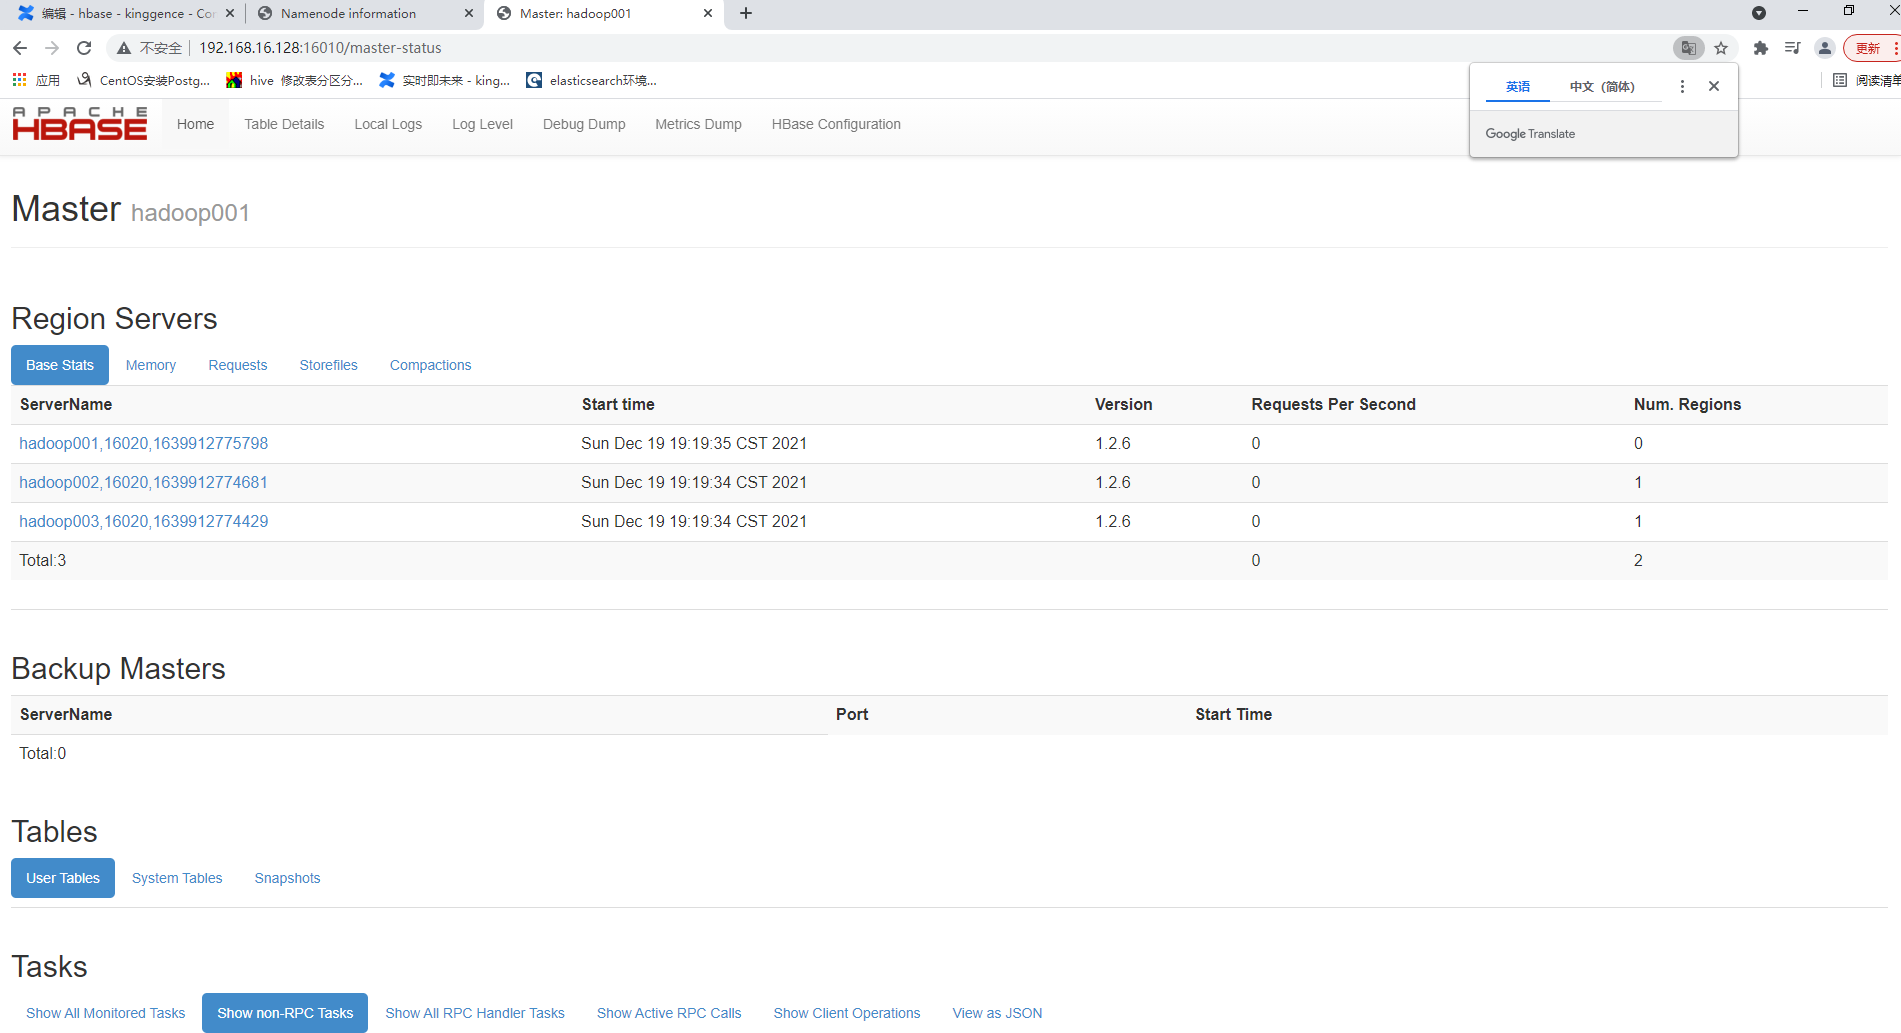 编辑 - hbase - kinggence - Cor
Namenode information
Master: hadoop001
不安全
192.168.16.128:16010/master-status
更新
应用
CentOS安装Postg...
hive 修改表分区分...
实时即未来 - king...
elasticsearch环境...
阅读清单
英语
中文（简体）
Google Translate
APACHE
HBASE
Home
Table Details
Local Logs
Log Level
Debug Dump
Metrics Dump
HBase Configuration
Master hadoop001
Region Servers
Base Stats
Memory
Requests
Storefiles
Compactions
ServerName Start time Version Requests Per Second Num. Regions
hadoop001,16020,1639912775798 Sun Dec 19 19:19:35 CST 2021 1.2.6 0 0
hadoop002,16020,1639912774681 Sun Dec 19 19:19:34 CST 2021 1.2.6 0 1
hadoop003,16020,1639912774429 Sun Dec 19 19:19:34 CST 2021 1.2.6 0 1
Total:3 0 2
Backup Masters
ServerName Port Start Time
Total:0
Tables
User Tables
System Tables
Snapshots
Tasks
Show All Monitored Tasks
Show non-RPC Tasks
Show All RPC Handler Tasks
Show Active RPC Calls
Show Client Operations
View as JSON